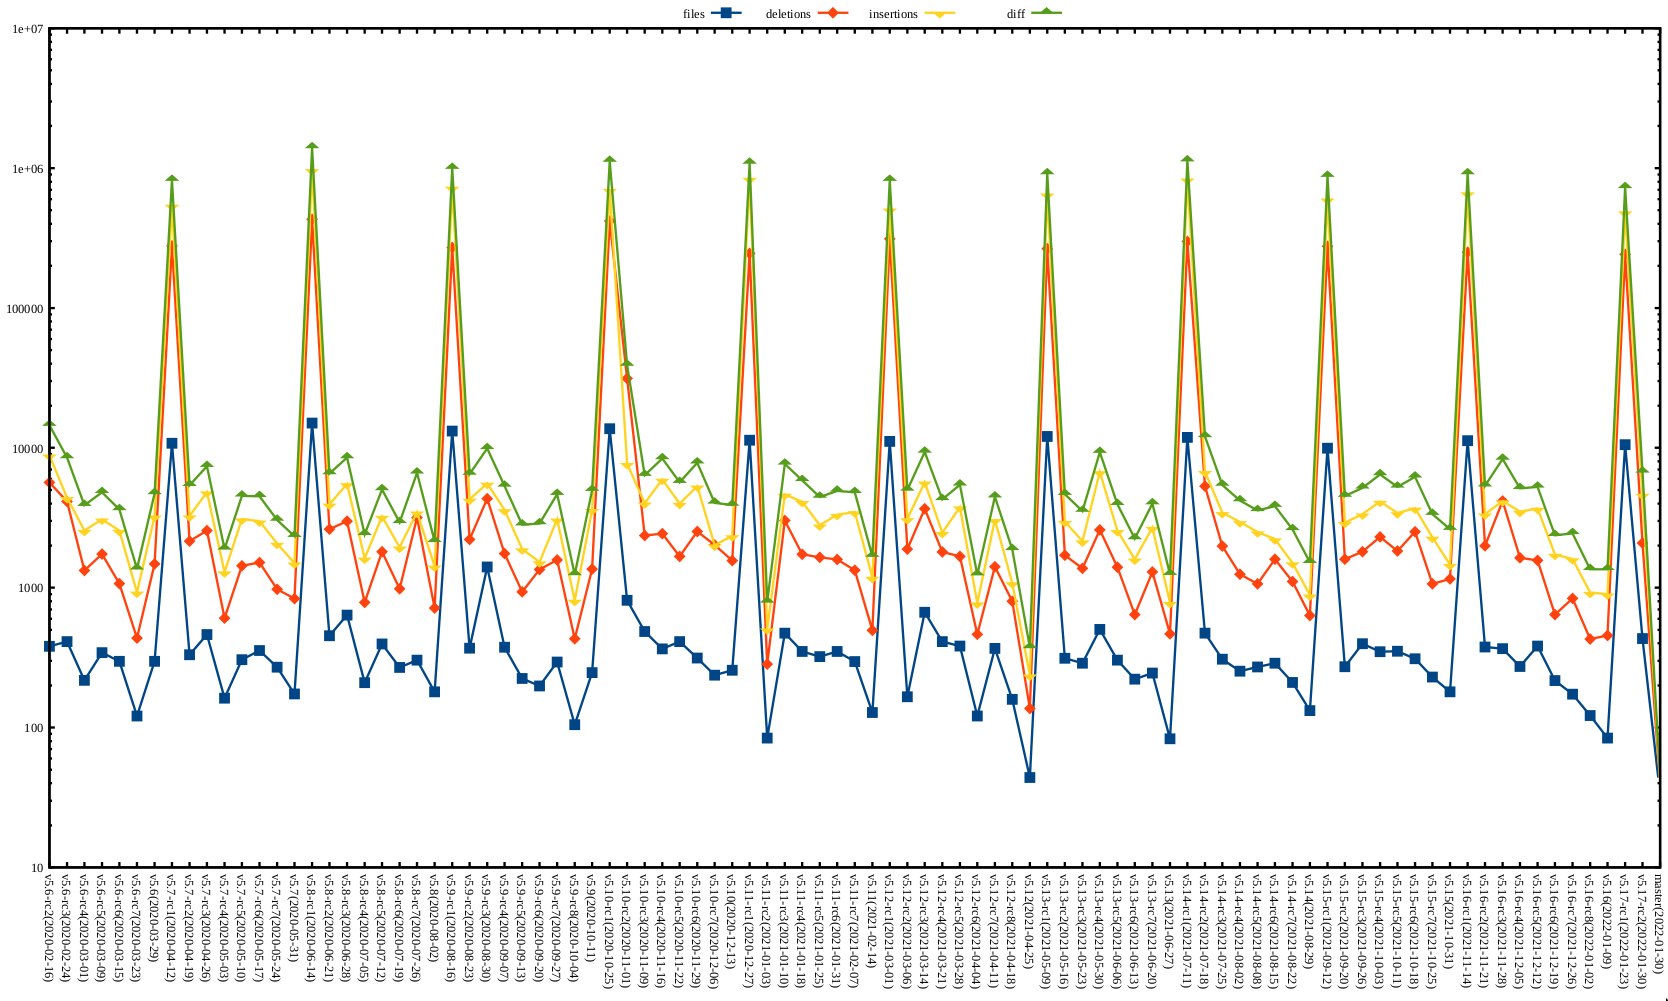 files deletions insertions diff
1e+07
1e+06
100000
10000
1000
100
10
v5.6-rc2(2020-02-16)
v5.6-rc3(2020-02-24)
v5.6-rc4(2020-03-01)
v5.6-rc5(2020-03-09)
v5.6-rc6(2020-03-15)
v5.6-rc7(2020-03-23)
v5.6(2020-03-29)
v5.7-rc1(2020-04-12)
v5.7-rc2(2020-04-19)
v5.7-rc3(2020-04-26)
v5.7-rc4(2020-05-03)
v5.7-rc5(2020-05-10)
v5.7-rc6(2020-05-17)
v5.7-rc7(2020-05-24)
v5.7(2020-05-31)
v5.8-rc1(2020-06-14)
v5.8-rc2(2020-06-21)
v5.8-rc3(2020-06-28)
v5.8-rc4(2020-07-05)
v5.8-rc5(2020-07-12)
v5.8-rc6(2020-07-19)
v5.8-rc7(2020-07-26)
v5.8(2020-08-02)
v5.9-rc1(2020-08-16)
v5.9-rc2(2020-08-23)
v5.9-rc3(2020-08-30)
v5.9-rc4(2020-09-07)
v5.9-rc5(2020-09-13)
v5.9-rc6(2020-09-20)
v5.9-rc7(2020-09-27)
v5.9-rc8(2020-10-04)
v5.9(2020-10-11)
v5.10-rc1(2020-10-25)
v5.10-rc2(2020-11-01)
v5.10-rc3(2020-11-09)
v5.10-rc4(2020-11-16)
v5.10-rc5(2020-11-22)
v5.10-rc6(2020-11-29)
v5.10-rc7(2020-12-06)
v5.10(2020-12-13)
v5.11-rc1(2020-12-27)
v5.11-rc2(2021-01-03)
v5.11-rc3(2021-01-10)
v5.11-rc4(2021-01-18)
v5.11-rc5(2021-01-25)
v5.11-rc6(2021-01-31)
v5.11-rc7(2021-02-07)
v5.11(2021-02-14)
v5.12-rc1(2021-03-01)
v5.12-rc2(2021-03-06)
v5.12-rc3(2021-03-14)
v5.12-rc4(2021-03-21)
v5.12-rc5(2021-03-28)
v5.12-rc6(2021-04-04)
v5.12-rc7(2021-04-11)
v5.12-rc8(2021-04-18)
v5.12(2021-04-25)
v5.13-rc1(2021-05-09)
v5.13-rc2(2021-05-16)
v5.13-rc3(2021-05-23)
v5.13-rc4(2021-05-30)
v5.13-rc5(2021-06-06)
v5.13-rc6(2021-06-13)
v5.13-rc7(2021-06-20)
v5.13(2021-06-27)
v5.14-rc1(2021-07-11)
v5.14-rc2(2021-07-18)
v5.14-rc3(2021-07-25)
v5.14-rc4(2021-08-02)
v5.14-rc5(2021-08-08)
v5.14-rc6(2021-08-15)
v5.14-rc7(2021-08-22)
v5.14(2021-08-29)
v5.15-rc1(2021-09-12)
v5.15-rc2(2021-09-20)
v5.15-rc3(2021-09-26)
v5.15-rc4(2021-10-03)
v5.15-rc5(2021-10-11)
v5.15-rc6(2021-10-18)
v5.15-rc7(2021-10-25)
v5.15(2021-10-31)
v5.16-rc1(2021-11-14)
v5.16-rc2(2021-11-21)
v5.16-rc3(2021-11-28)
v5.16-rc4(2021-12-05)
v5.16-rc5(2021-12-12)
v5.16-rc6(2021-12-19)
v5.16-rc7(2021-12-26)
v5.16-rc8(2022-01-02)
v5.16(2022-01-09)
v5.17-rc1(2022-01-23)
v5.17-rc2(2022-01-30)
master(2022-01-30)